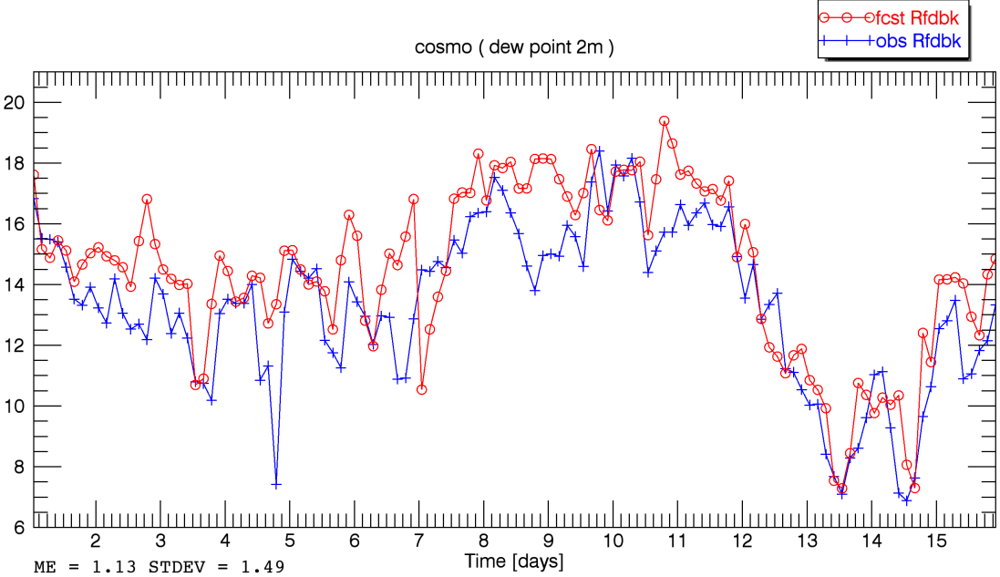 fcst Rfdbk
obs Rfdbk
cosmo ( dew point 2m )
20
18
16
14
12
10
8
6
2 3 4 5 6 7 8 9 10 11 12 13 14 15
Time [days]
ME = 1.13 STDEV = 1.49